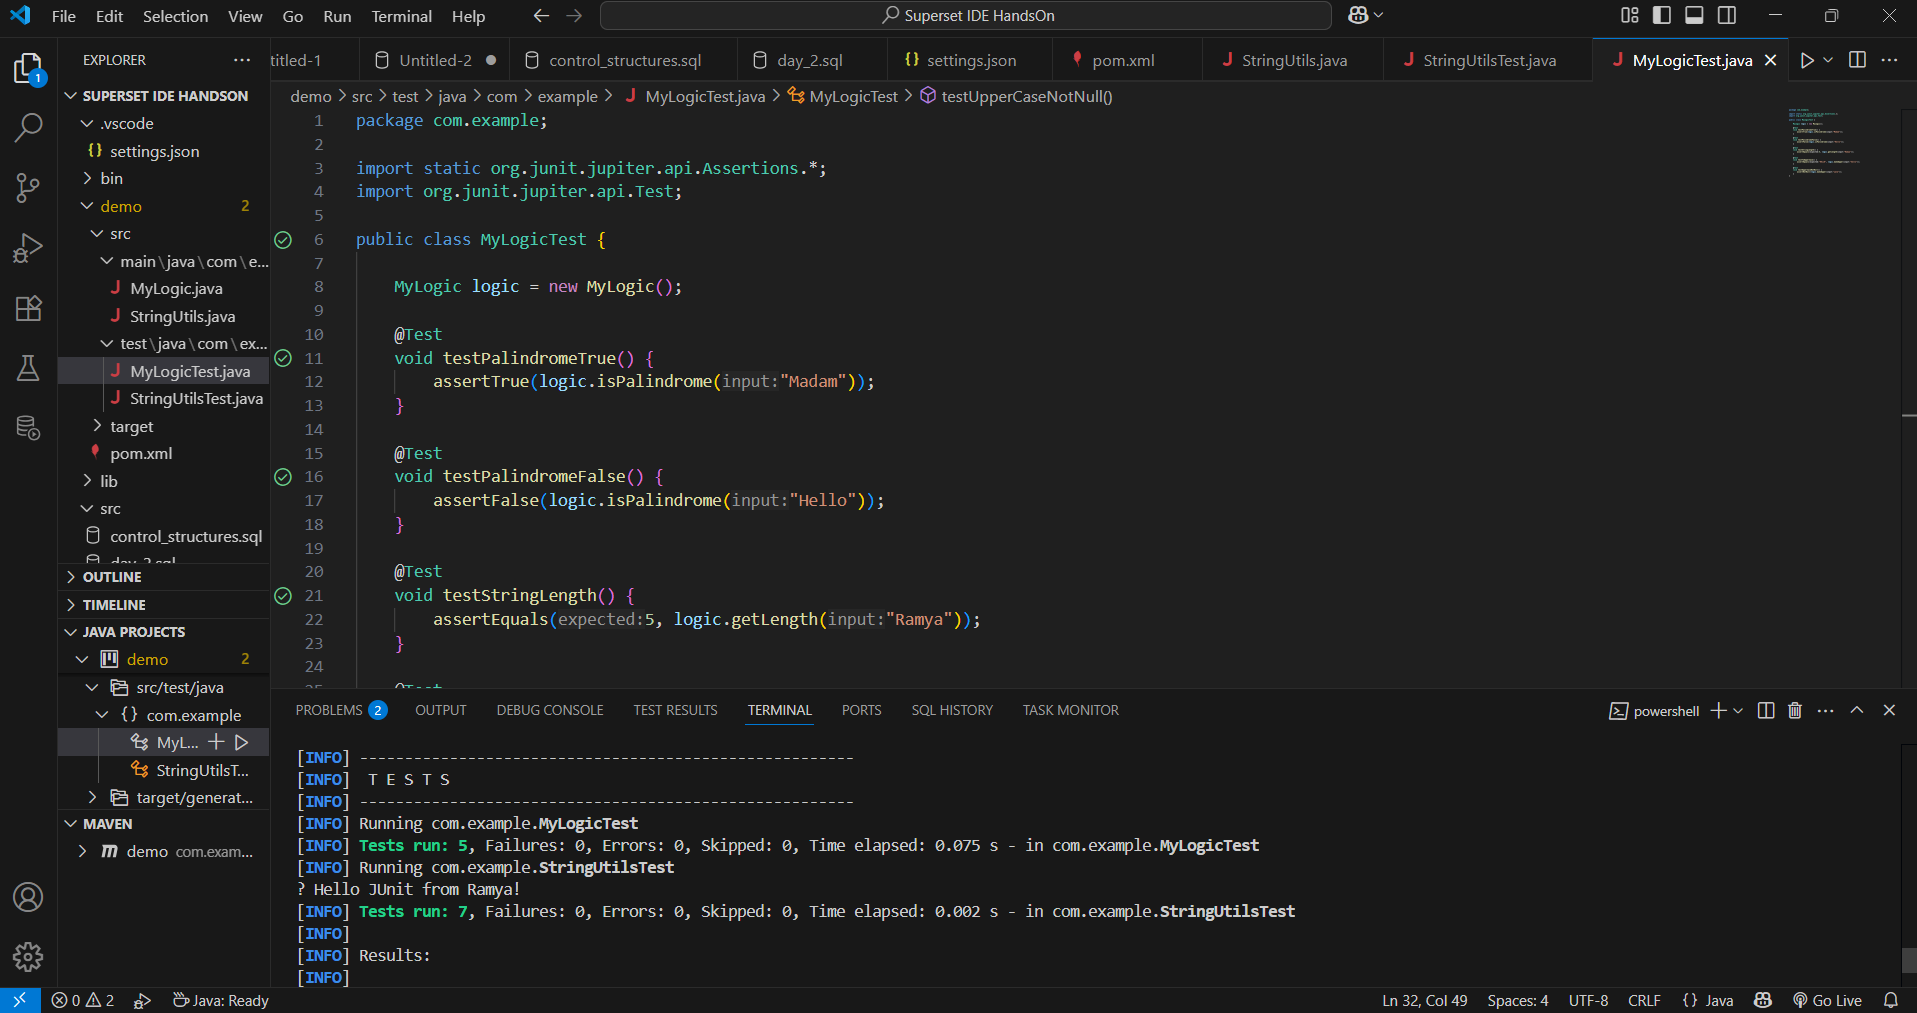 File Edit Selection View Go Run Terminal Help
Superset IDE HandsOn
EXPLORER
titled-1 Untitled-2 control_structures.sql day_2.sql {} settings.json pom.xml J StringUtils.java J StringUtilsTest.java J MyLogicTest.java
demo > src > test > java > com > example > J MyLogicTest.java > MyLogicTest > testUpperCaseNotNull()
1
SUPERSET IDE HANDSON
.vscode
{} settings.json
bin
demo 2
src
main\java\com\e...
J MyLogic.java
J StringUtils.java
test\java\com\ex...
J MyLogicTest.java
J StringUtilsTest.java
target
pom.xml
lib
src
control_structures.sql
day_2.sql
OUTLINE
TIMELINE
JAVA PROJECTS
demo 2
src/test/java
{} com.example
MyL...
StringUtilsT...
target/generat...
MAVEN
m demo com.exam...
1 package com.example;
2
3 import static org.junit.jupiter.api.Assertions.*;
4 import org.junit.jupiter.api.Test;
5
6 public class MyLogicTest {
7
8 MyLogic logic = new MyLogic();
9
10 @Test
11 void testPalindromeTrue() {
12 assertTrue(logic.isPalindrome(input:"Madam"));
13 }
14
15 @Test
16 void testPalindromeFalse() {
17 assertFalse(logic.isPalindrome(input:"Hello"));
18 }
19
20 @Test
21 void testStringLength() {
22 assertEquals(expected:5, logic.getLength(input:"Ramya"));
23 }
24
25 @Test
PROBLEMS 2 OUTPUT DEBUG CONSOLE TEST RESULTS TERMINAL PORTS SQL HISTORY TASK MONITOR
powershell
[INFO] -------------------------------------------------------
[INFO] T E S T S
[INFO] -------------------------------------------------------
[INFO] Running com.example.MyLogicTest
[INFO] Tests run: 5, Failures: 0, Errors: 0, Skipped: 0, Time elapsed: 0.075 s - in com.example.MyLogicTest
[INFO] Running com.example.StringUtilsTest
? Hello JUnit from Ramya!
[INFO] Tests run: 7, Failures: 0, Errors: 0, Skipped: 0, Time elapsed: 0.002 s - in com.example.StringUtilsTest
[INFO]
[INFO] Results:
[INFO]
0 2 Java: Ready Ln 32, Col 49 Spaces: 4 UTF-8 CRLF {} Java Go Live